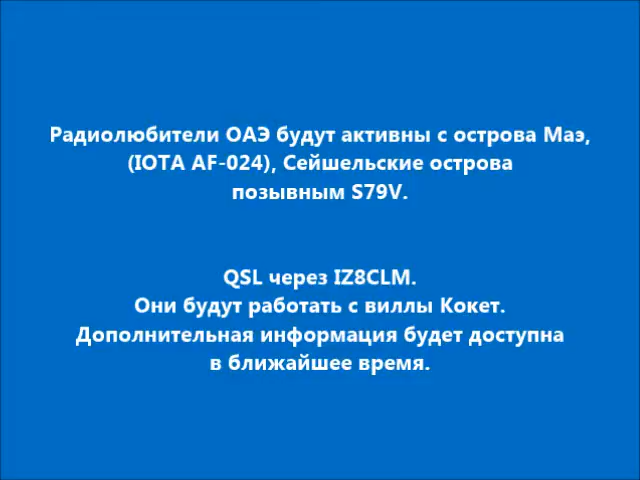 Радиолюбители ОАЭ будут активны с острова Маэ,
(IOTA AF-024), Сейшельские острова
позывным S79V.
QSL через IZ8CLM.
Они будут работать с виллы Кокет.
Дополнительная информация будет доступна
в ближайшее время.